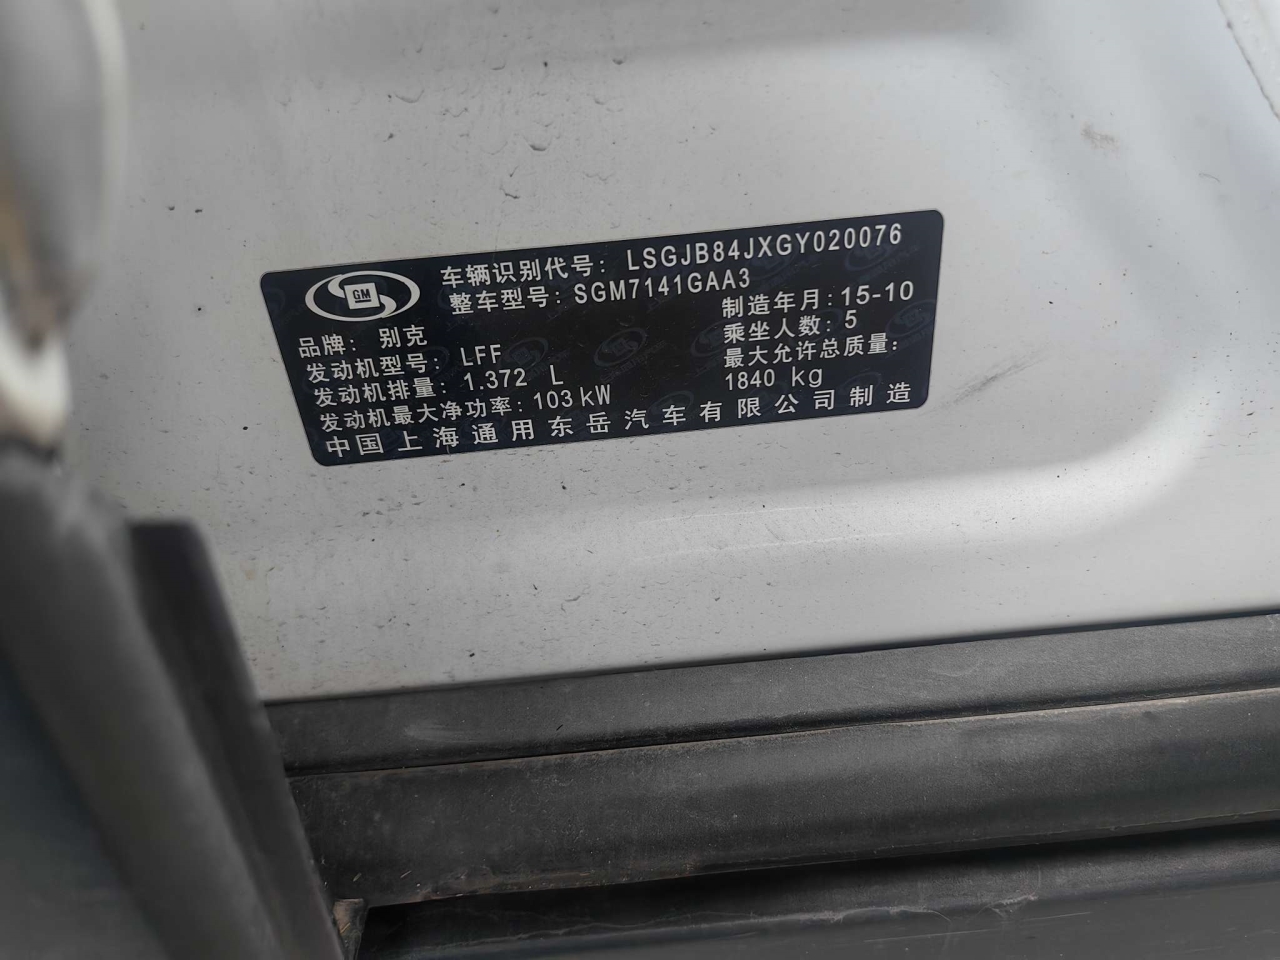 车辆识别代号: LSGJB84JXGY020076
整车型号: SGM7141GAA3
GM
品牌: 别克
制造年月: 15-10
发动机型号: LFF
乘坐人数: 5
发动机排量: 1.372 L
最大允许总质量:
1840 kg
发动机最大净功率: 103 kW
中国上海通用东岳汽车有限公司制造